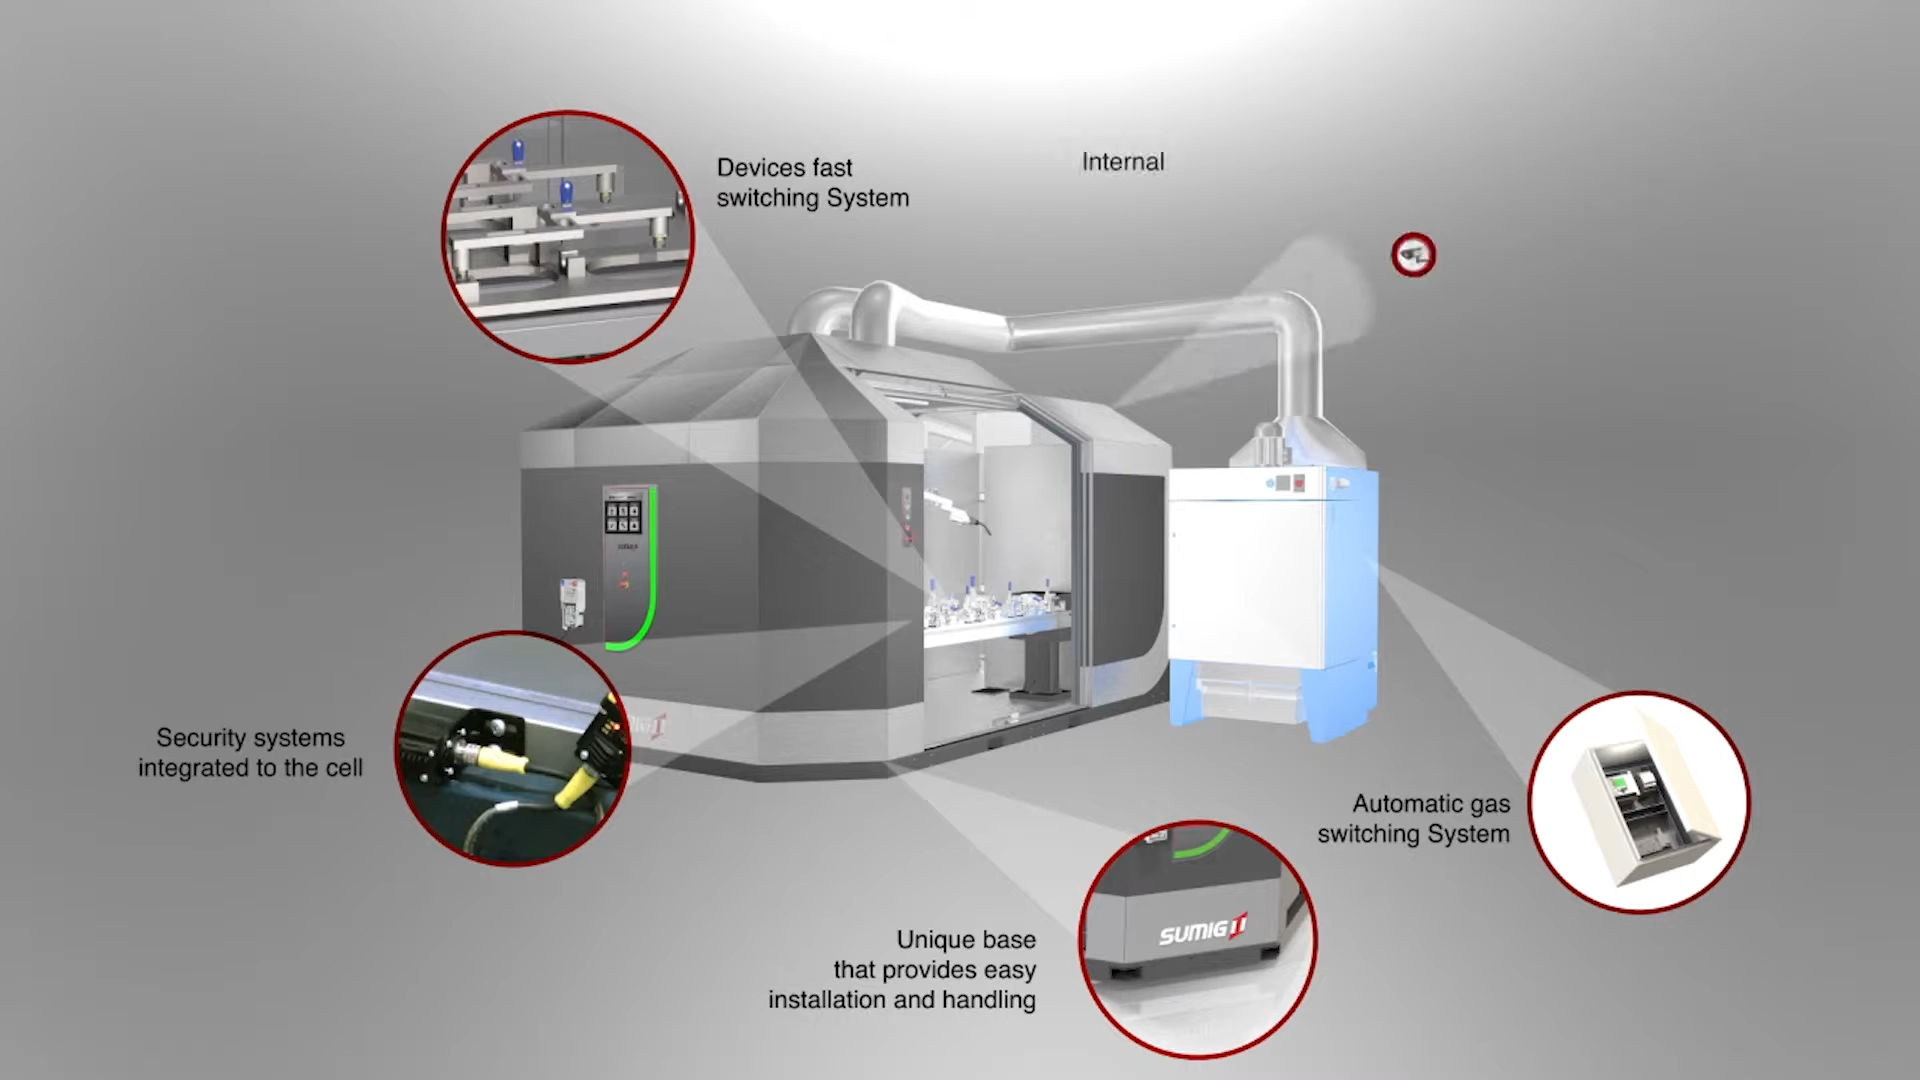 Devices fast
switching System
Internal
Security systems
integrated to the cell
Automatic gas
switching System
Unique base
that provides easy
installation and handling
SUMIG